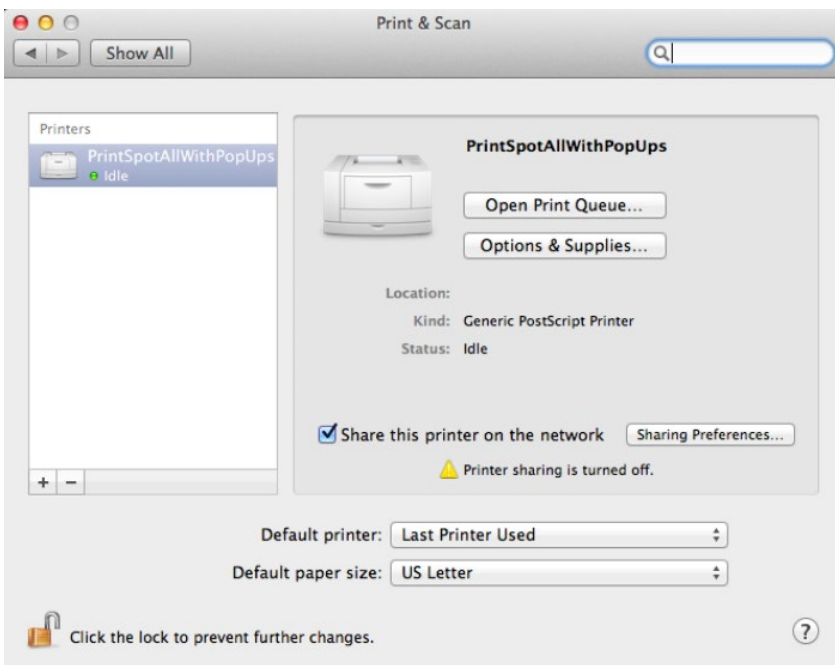 Print & Scan
Show All
Printers
PrintSpotAllWithPopUps
Idle
PrintSpotAllWithPopUps
Open Print Queue...
Options & Supplies...
Location:
Kind: Generic PostScript Printer
Status: Idle
Share this printer on the network Sharing Preferences...
Printer sharing is turned off.
+ −
Default printer: Last Printer Used
Default paper size: US Letter
Click the lock to prevent further changes. ?